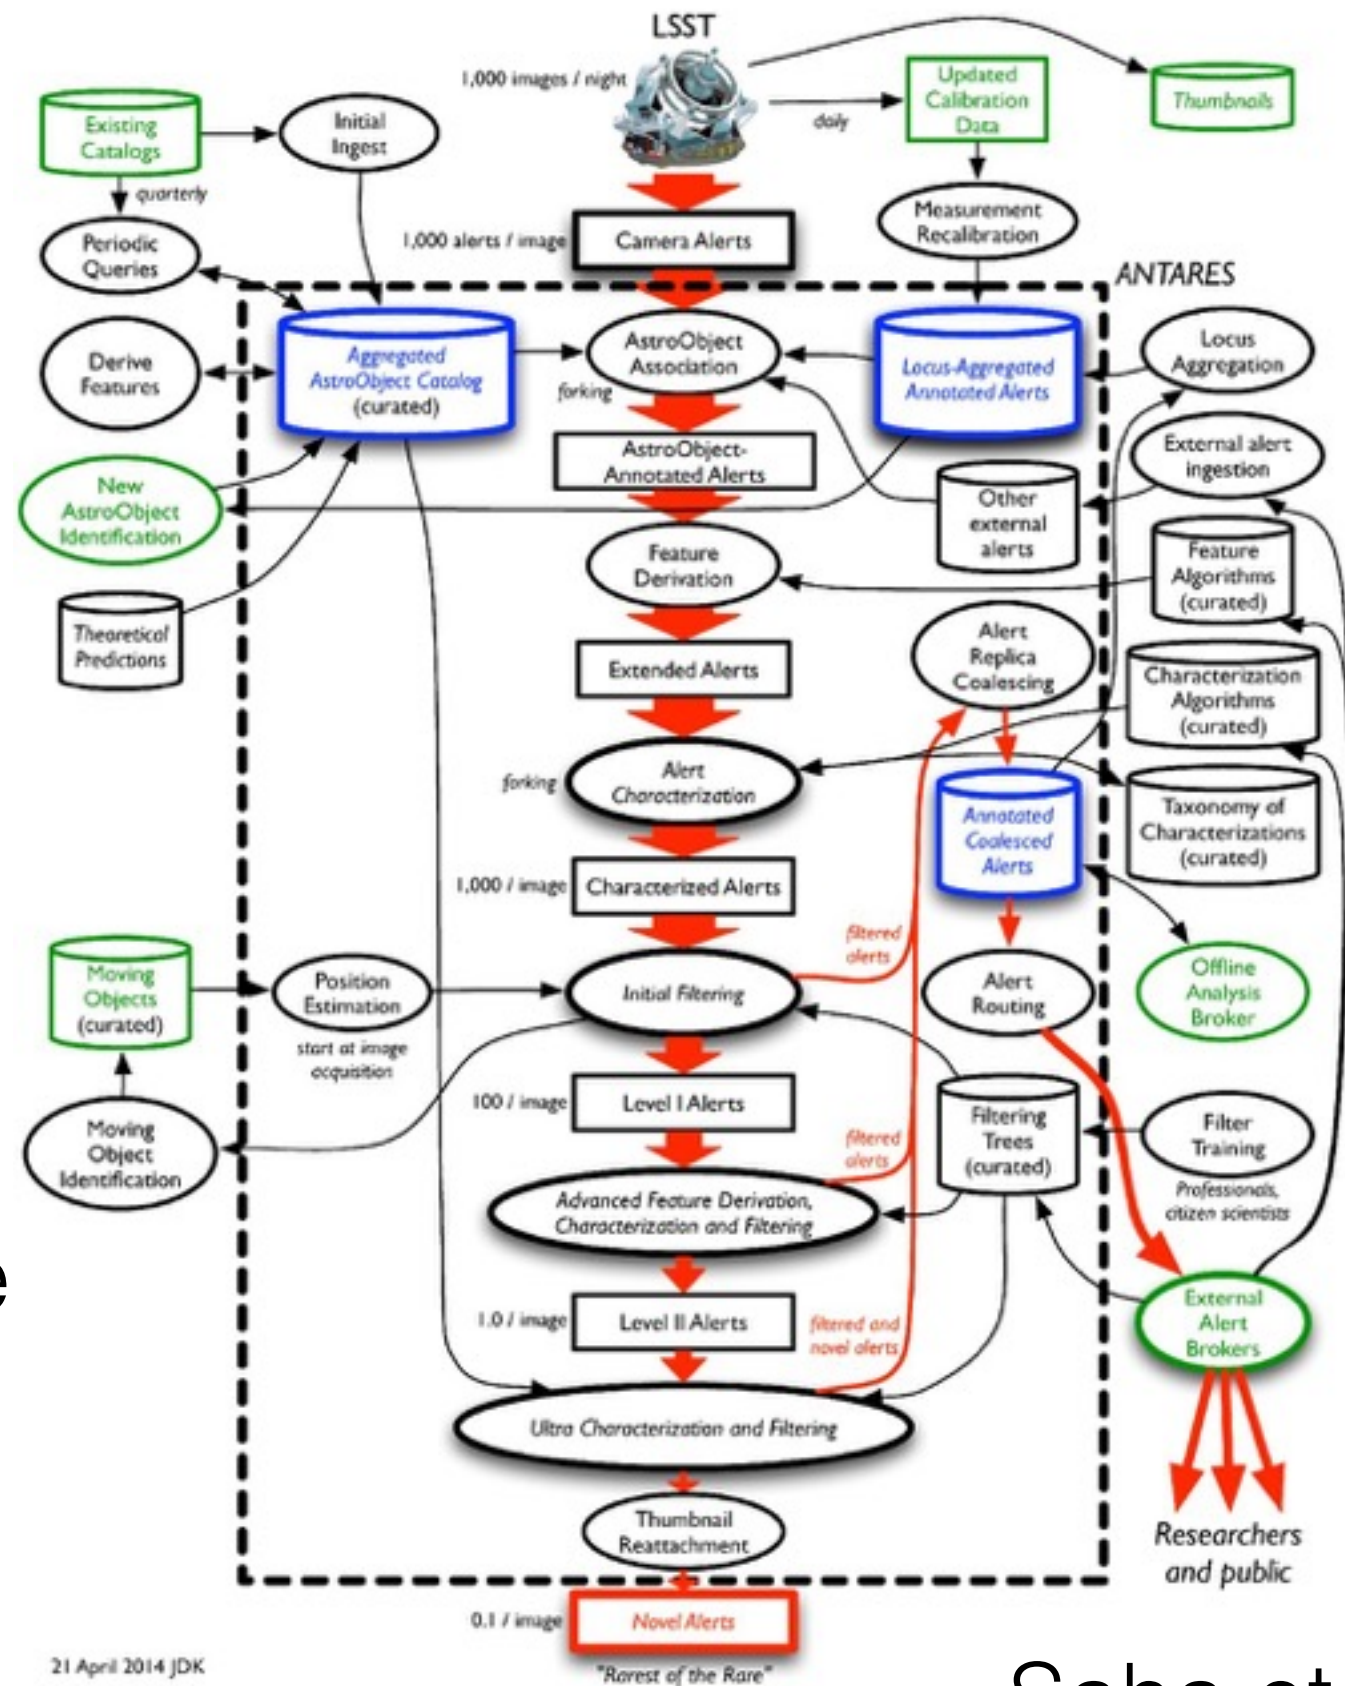 LSST
1,000 images / night
daily
Updated
Calibration
Data
Thumbnails
Existing
Catalogs
Initial
Ingest
quarterly
Periodic
Queries
1,000 alerts / image
Camera Alerts
Measurement
Recalibration
ANTARES
Derive
Features
Aggregated
AstroObject Catalog
(curated)
AstroObject
Association
forking
Locus-Aggregated
Annotated Alerts
Locus
Aggregation
New
AstroObject
Identification
AstroObject-
Annotated Alerts
Other
external
alerts
External alert
ingestion
Theoretical
Predictions
Feature
Derivation
Feature
Algorithms
(curated)
Extended Alerts
Alert
Replica
Coalescing
Characterization
Algorithms
(curated)
forking
Alert
Characterization
Annotated
Coalesced
Alerts
Taxonomy of
Characterizations
(curated)
1,000 / image
Characterized Alerts
filtered
alerts
Moving
Objects
(curated)
Position
Estimation
start at image
acquisition
Initial Filtering
Alert
Routing
Offline
Analysis
Broker
Moving
Object
Identification
100 / image
Level I Alerts
filtered
alerts
Filtering
Trees
(curated)
Filter
Training
Professionals,
citizen scientists
Advanced Feature Derivation,
Characterization and Filtering
e
1.0 / image
Level II Alerts
filtered and
novel alerts
External
Alert
Brokers
Ultra Characterization and Filtering
Thumbnail
Reattachment
Researchers
and public
0.1 / image
Novel Alerts
"Rarest of the Rare"
21 April 2014 JDK